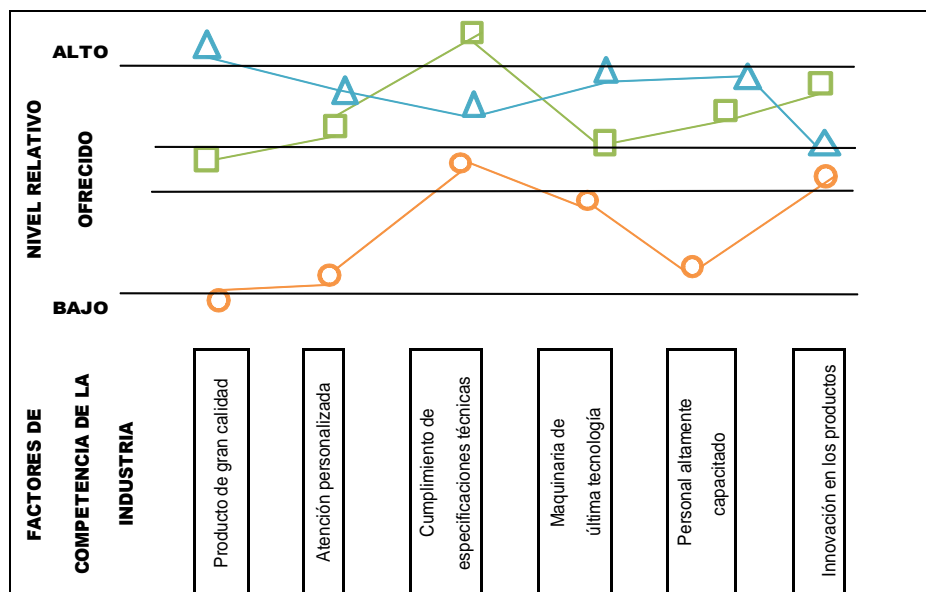 ALTO
NIVEL RELATIVO
OFRECIDO
BAJO
FACTORES DE
COMPETENCIA DE LA
INDUSTRIA
Producto de gran calidad
Atención personalizada
Cumplimiento de
especificaciones técnicas
Maquinaria de
úiltima tecnología
Personal altamente
capacitado
Innovación en los productos